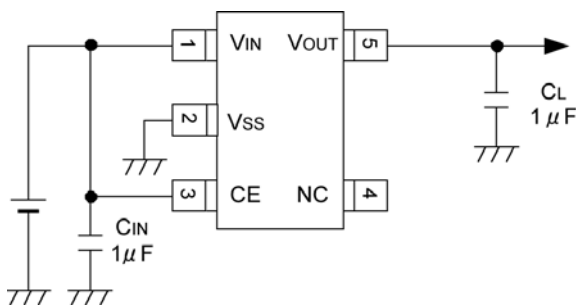 1 VIN VOUT 5
2 VSS
3 CE NC 4
CIN
1μF
CL
1μF